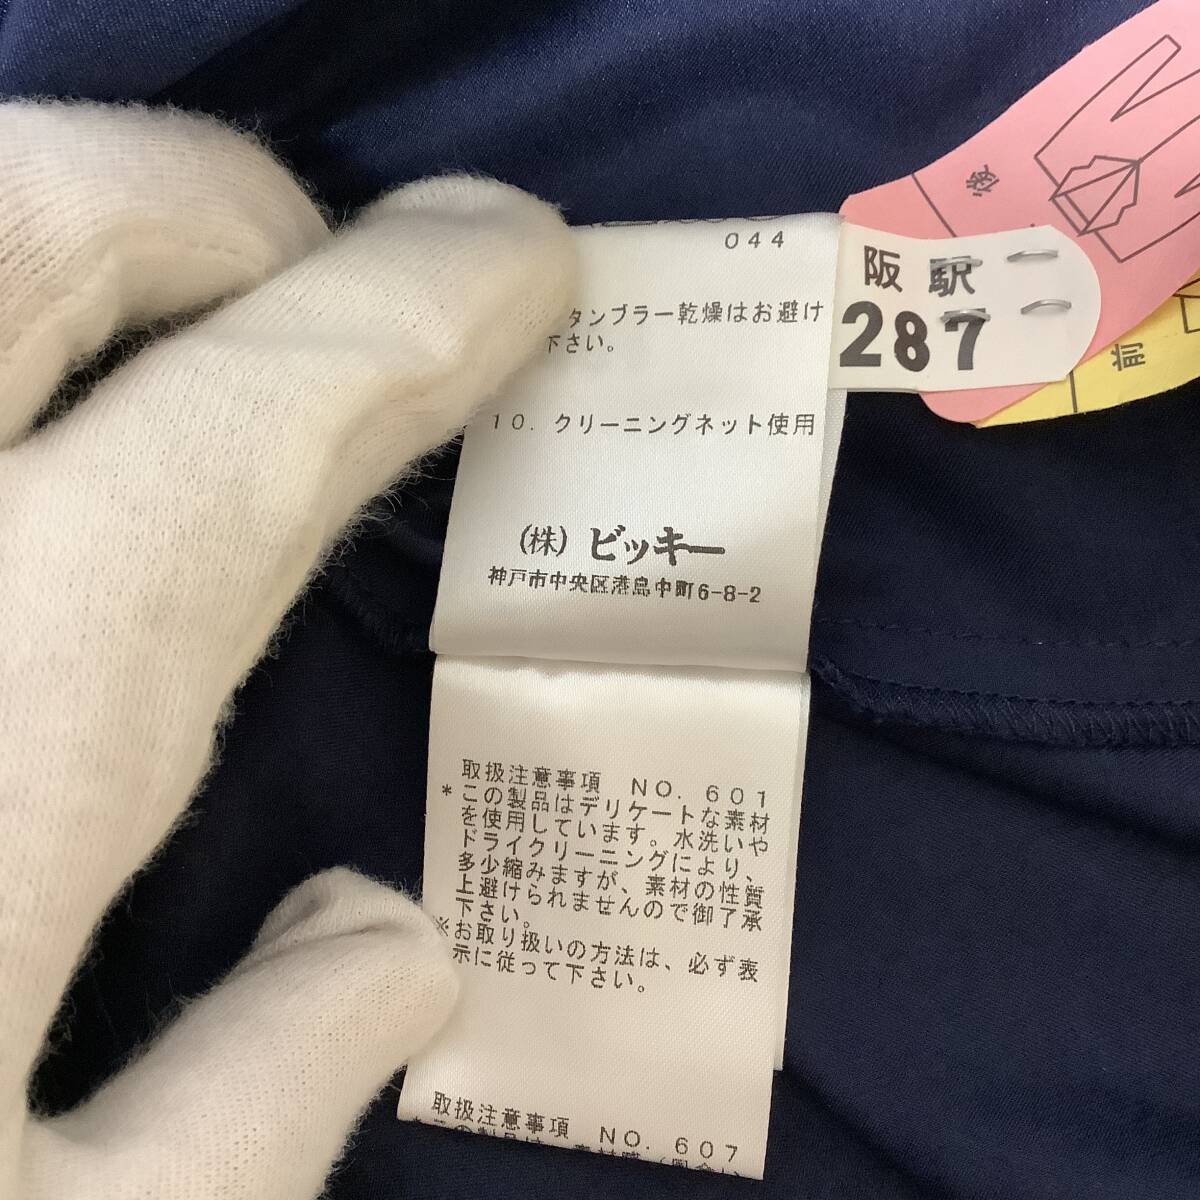 044
タンブラー乾燥はお避け
下さい。
10. クリーニングネット使用
(株) ビッキー
神戸市中央区港島中町6-8-2
取扱注意事項 NO. 601
*この製品はデリケートな素材
を使用しています。水洗いや
ドライクリーニングにより、
多少縮みますが、素材の性質
上避けられませんので御了承
下さい。
※お取り扱いの方法は、必ず表
示に従って下さい。
取扱注意事項 NO. 607
阪駅
287
後
前